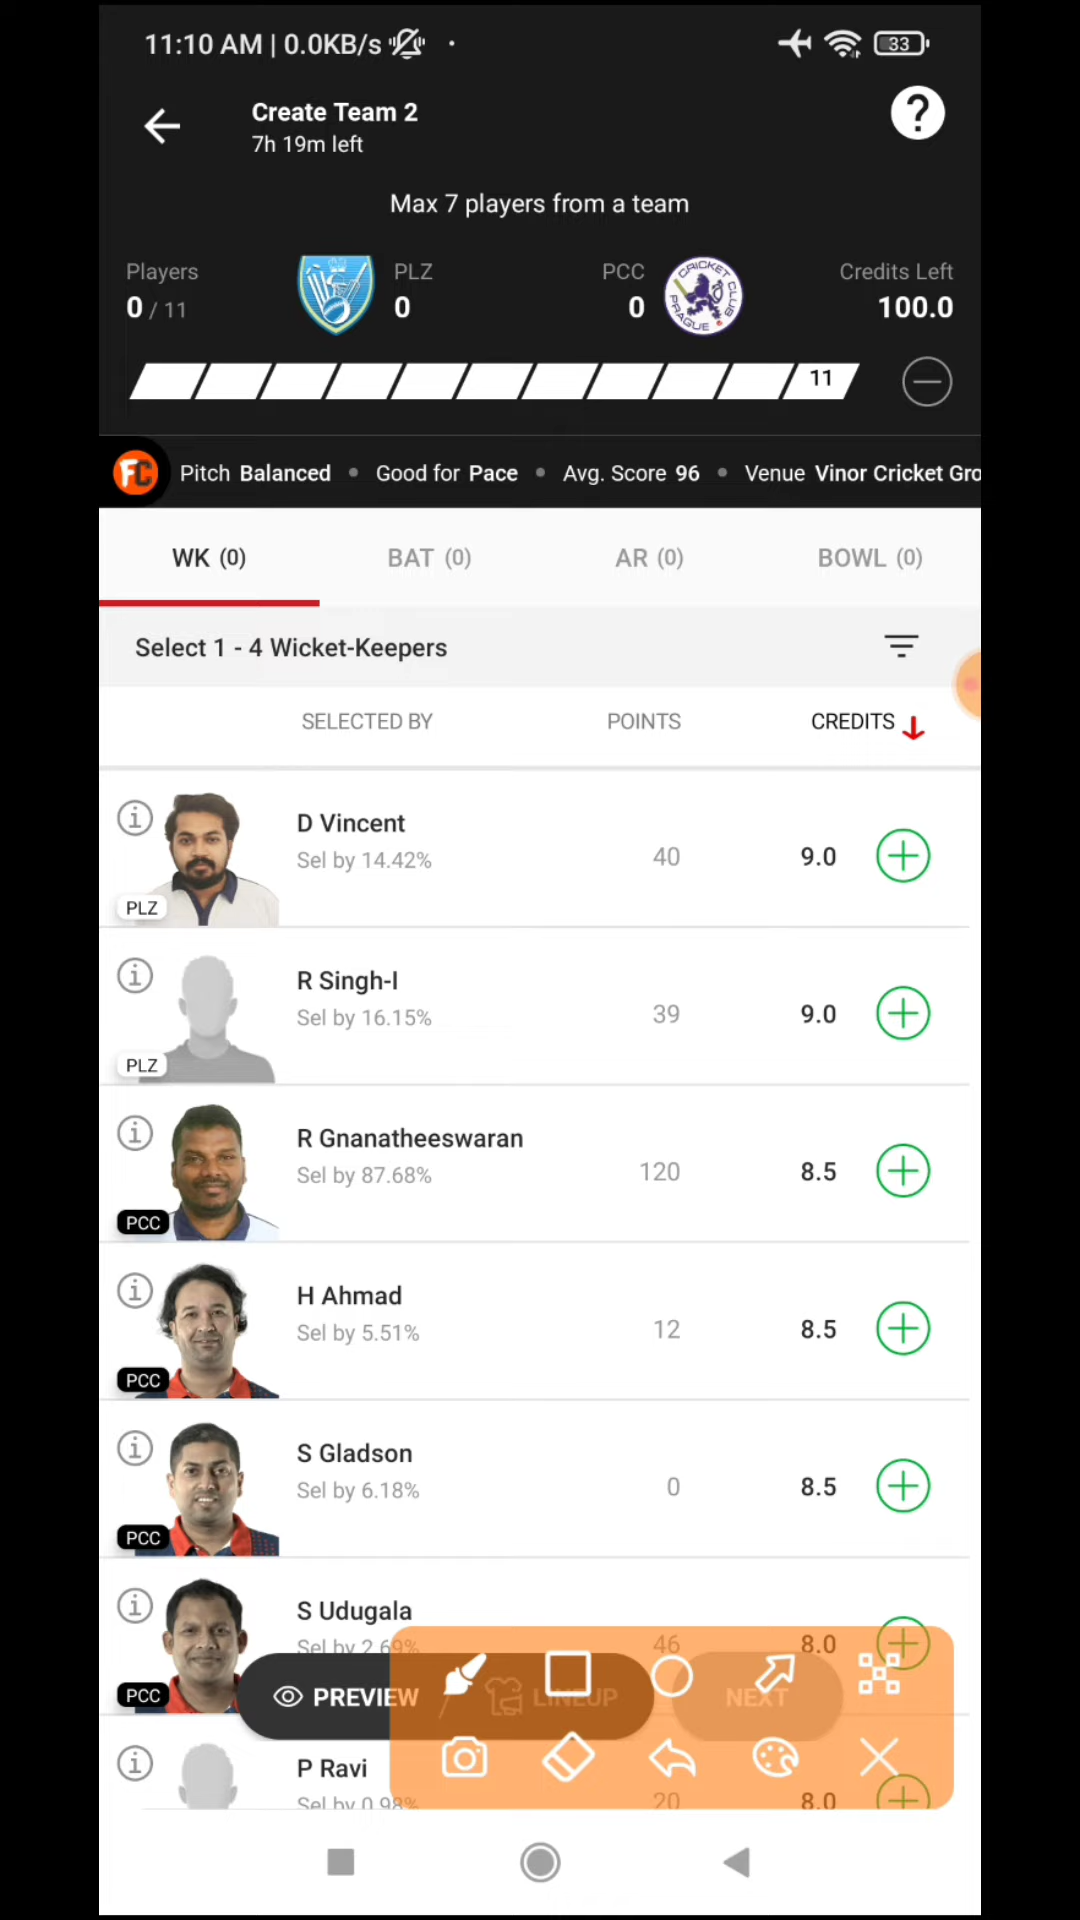 11:10 AM | 0.0KB/s
33
Create Team 2
7h 19m left
?
Max 7 players from a team
Players
0 / 11
PLZ
0
PCC
0
CRICKET CLUB PRAGUE
Credits Left
100.0
11
FC Pitch Balanced • Good for Pace • Avg. Score 96 • Venue Vinor Cricket Gro
WK (0) BAT (0) AR (0) BOWL (0)
Select 1 - 4 Wicket-Keepers
SELECTED BY POINTS CREDITS
D Vincent
Sel by 14.42% 40 9.0
PLZ
R Singh-I
Sel by 16.15% 39 9.0
PLZ
R Gnanatheeswaran
Sel by 87.68% 120 8.5
PCC
H Ahmad
Sel by 5.51% 12 8.5
PCC
S Gladson
Sel by 6.18% 0 8.5
PCC
S Udugala
Sel by 2.69% 46 8.0
PCC
PREVIEW LINEUP NEXT
P Ravi
Sel by 0.98% 20 8.0